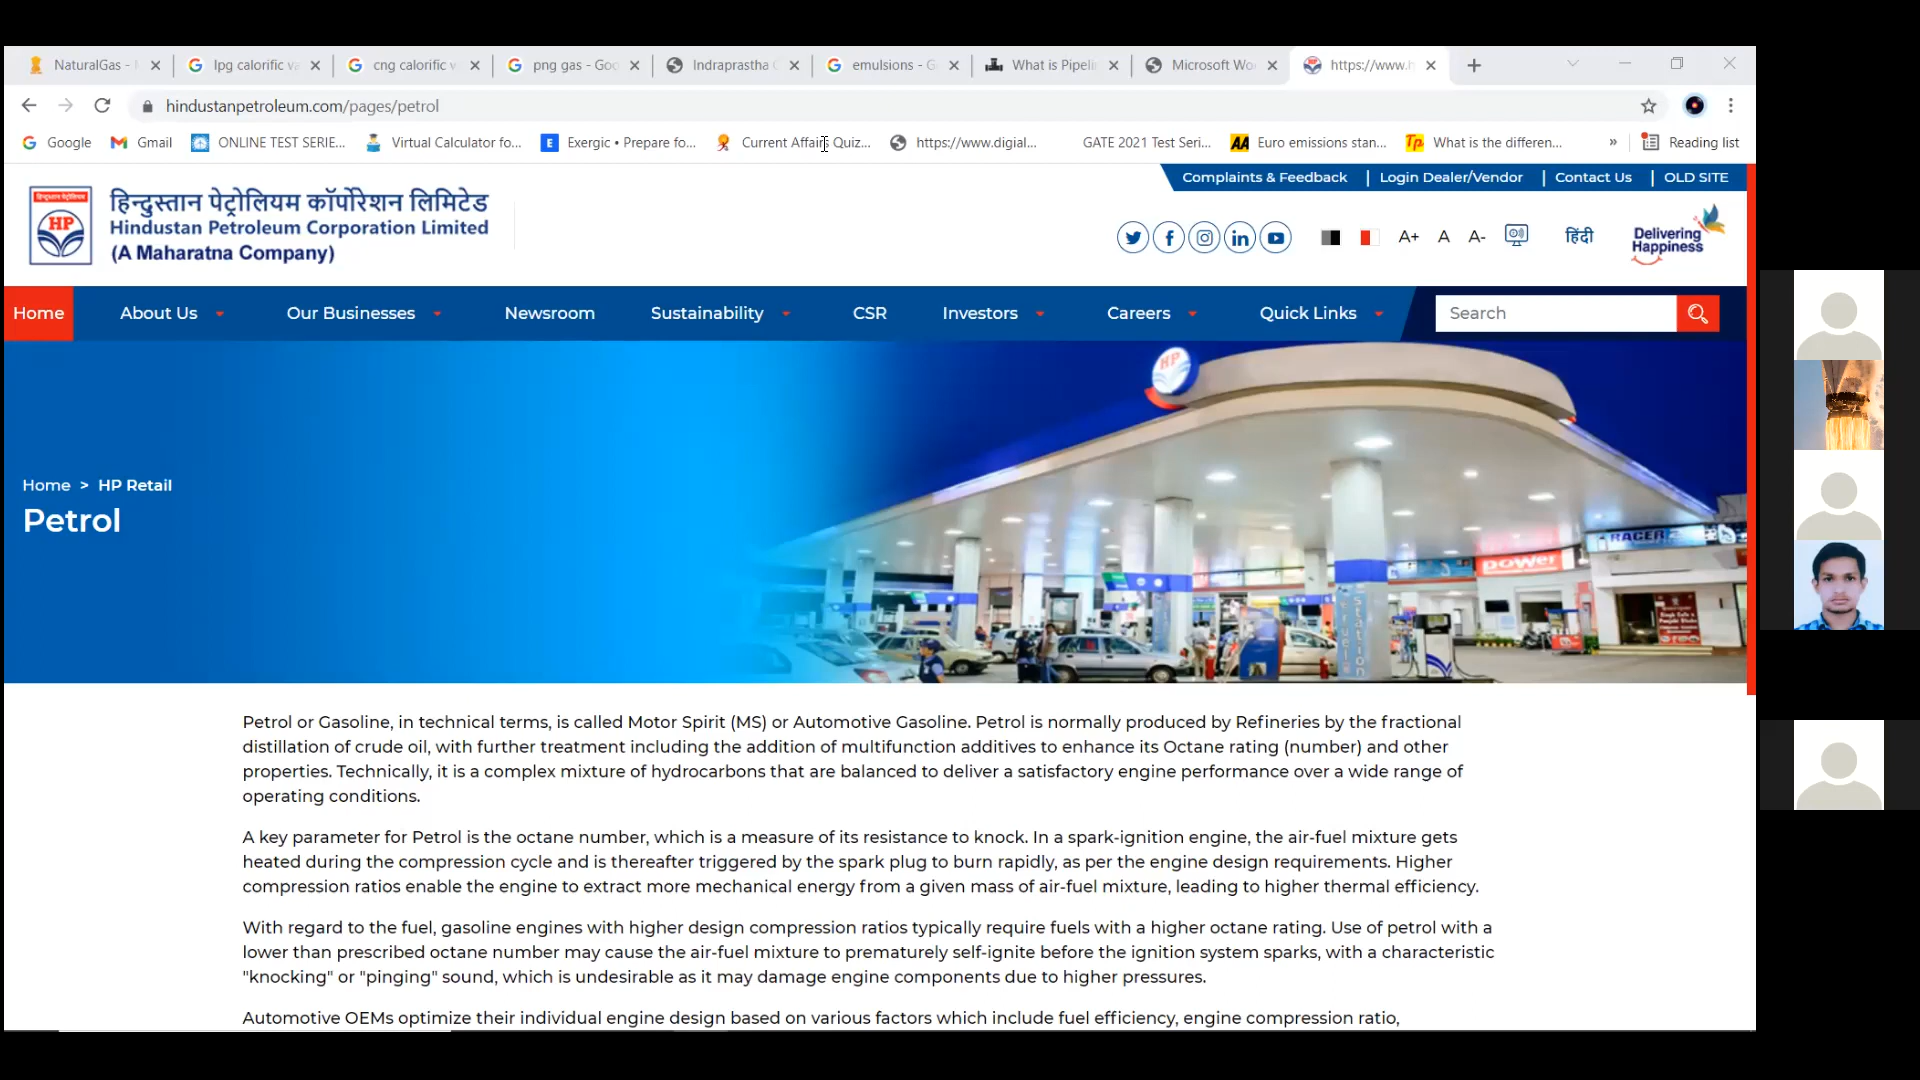 NaturalGas -
lpg calorific va
cng calorific v
png gas - Goo
Indraprastha
emulsions - G
What is Pipeli
Microsoft Wo
https://www.h
hindustanpetroleum.com/pages/petrol
Google
Gmail
ONLINE TEST SERIE...
Virtual Calculator fo...
Exergic • Prepare fo...
Current Affairs Quiz...
https://www.digial...
GATE 2021 Test Seri...
AA Euro emissions stan...
Tp What is the differen...
»
Reading list
Complaints & Feedback | Login Dealer/Vendor | Contact Us | OLD SITE
हिन्दुस्तान पेट्रोलियम
HP
हिन्दुस्तान पेट्रोलियम कॉर्पोरेशन लिमिटेड
Hindustan Petroleum Corporation Limited
(A Maharatna Company)
A+ A A-
हिंदी
Delivering
Happiness
Home About Us Our Businesses Newsroom Sustainability CSR Investors Careers Quick Links Search
HP
RACER
power
Fuel Station
Home > HP Retail
Petrol
Petrol or Gasoline, in technical terms, is called Motor Spirit (MS) or Automotive Gasoline. Petrol is normally produced by Refineries by the fractional
distillation of crude oil, with further treatment including the addition of multifunction additives to enhance its Octane rating (number) and other
properties. Technically, it is a complex mixture of hydrocarbons that are balanced to deliver a satisfactory engine performance over a wide range of
operating conditions.
A key parameter for Petrol is the octane number, which is a measure of its resistance to knock. In a spark-ignition engine, the air-fuel mixture gets
heated during the compression cycle and is thereafter triggered by the spark plug to burn rapidly, as per the engine design requirements. Higher
compression ratios enable the engine to extract more mechanical energy from a given mass of air-fuel mixture, leading to higher thermal efficiency.
With regard to the fuel, gasoline engines with higher design compression ratios typically require fuels with a higher octane rating. Use of petrol with a
lower than prescribed octane number may cause the air-fuel mixture to prematurely self-ignite before the ignition system sparks, with a characteristic
"knocking" or "pinging" sound, which is undesirable as it may damage engine components due to higher pressures.
Automotive OEMs optimize their individual engine design based on various factors which include fuel efficiency, engine compression ratio,